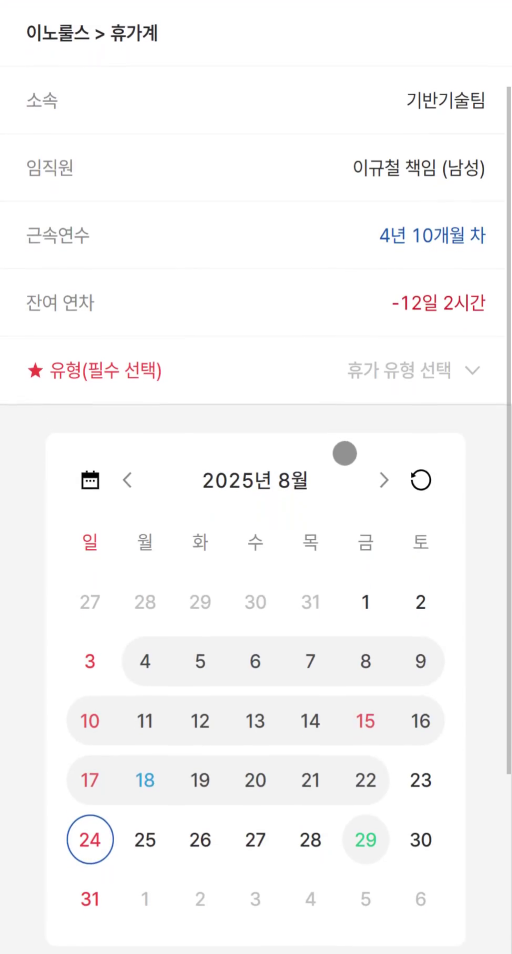 이노룰스 > 휴가계
소속 기반기술팀
임직원 이규철 책임 (남성)
근속연수 4년 10개월 차
잔여 연차 -12일 2시간
★ 유형(필수 선택) 휴가 유형 선택
2025년 8월
일 월 화 수 목 금 토
27 28 29 30 31 1 2
3 4 5 6 7 8 9
10 11 12 13 14 15 16
17 18 19 20 21 22 23
24 25 26 27 28 29 30
31 1 2 3 4 5 6